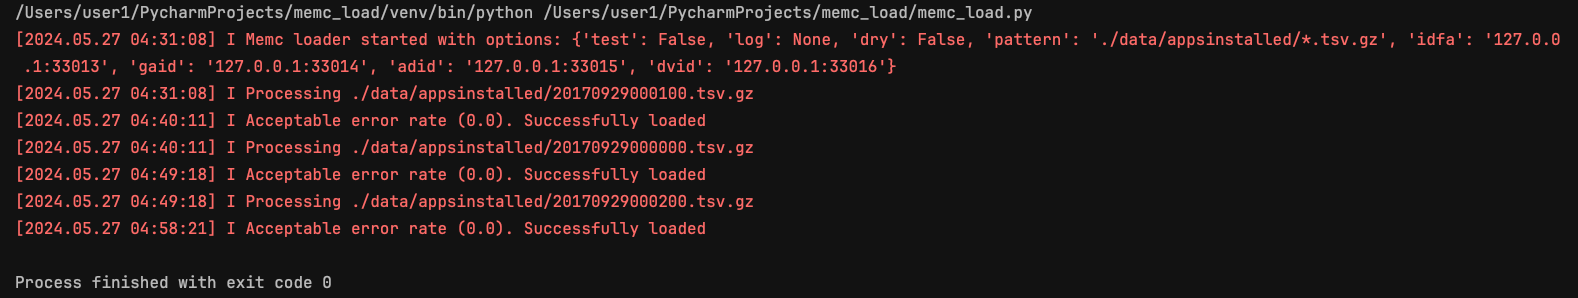 /Users/user1/PycharmProjects/memc_load/venv/bin/python /Users/user1/PycharmProjects/memc_load/memc_load.py
[2024.05.27 04:31:08] I Memc loader started with options: {'test': False, 'log': None, 'dry': False, 'pattern': './data/appsinstalled/*.tsv.gz', 'idfa': '127.0.0
.1:33013', 'gaid': '127.0.0.1:33014', 'adid': '127.0.0.1:33015', 'dvid': '127.0.0.1:33016'}
[2024.05.27 04:31:08] I Processing ./data/appsinstalled/20170929000100.tsv.gz
[2024.05.27 04:40:11] I Acceptable error rate (0.0). Successfully loaded
[2024.05.27 04:40:11] I Processing ./data/appsinstalled/20170929000000.tsv.gz
[2024.05.27 04:49:18] I Acceptable error rate (0.0). Successfully loaded
[2024.05.27 04:49:18] I Processing ./data/appsinstalled/20170929000200.tsv.gz
[2024.05.27 04:58:21] I Acceptable error rate (0.0). Successfully loaded
Process finished with exit code 0